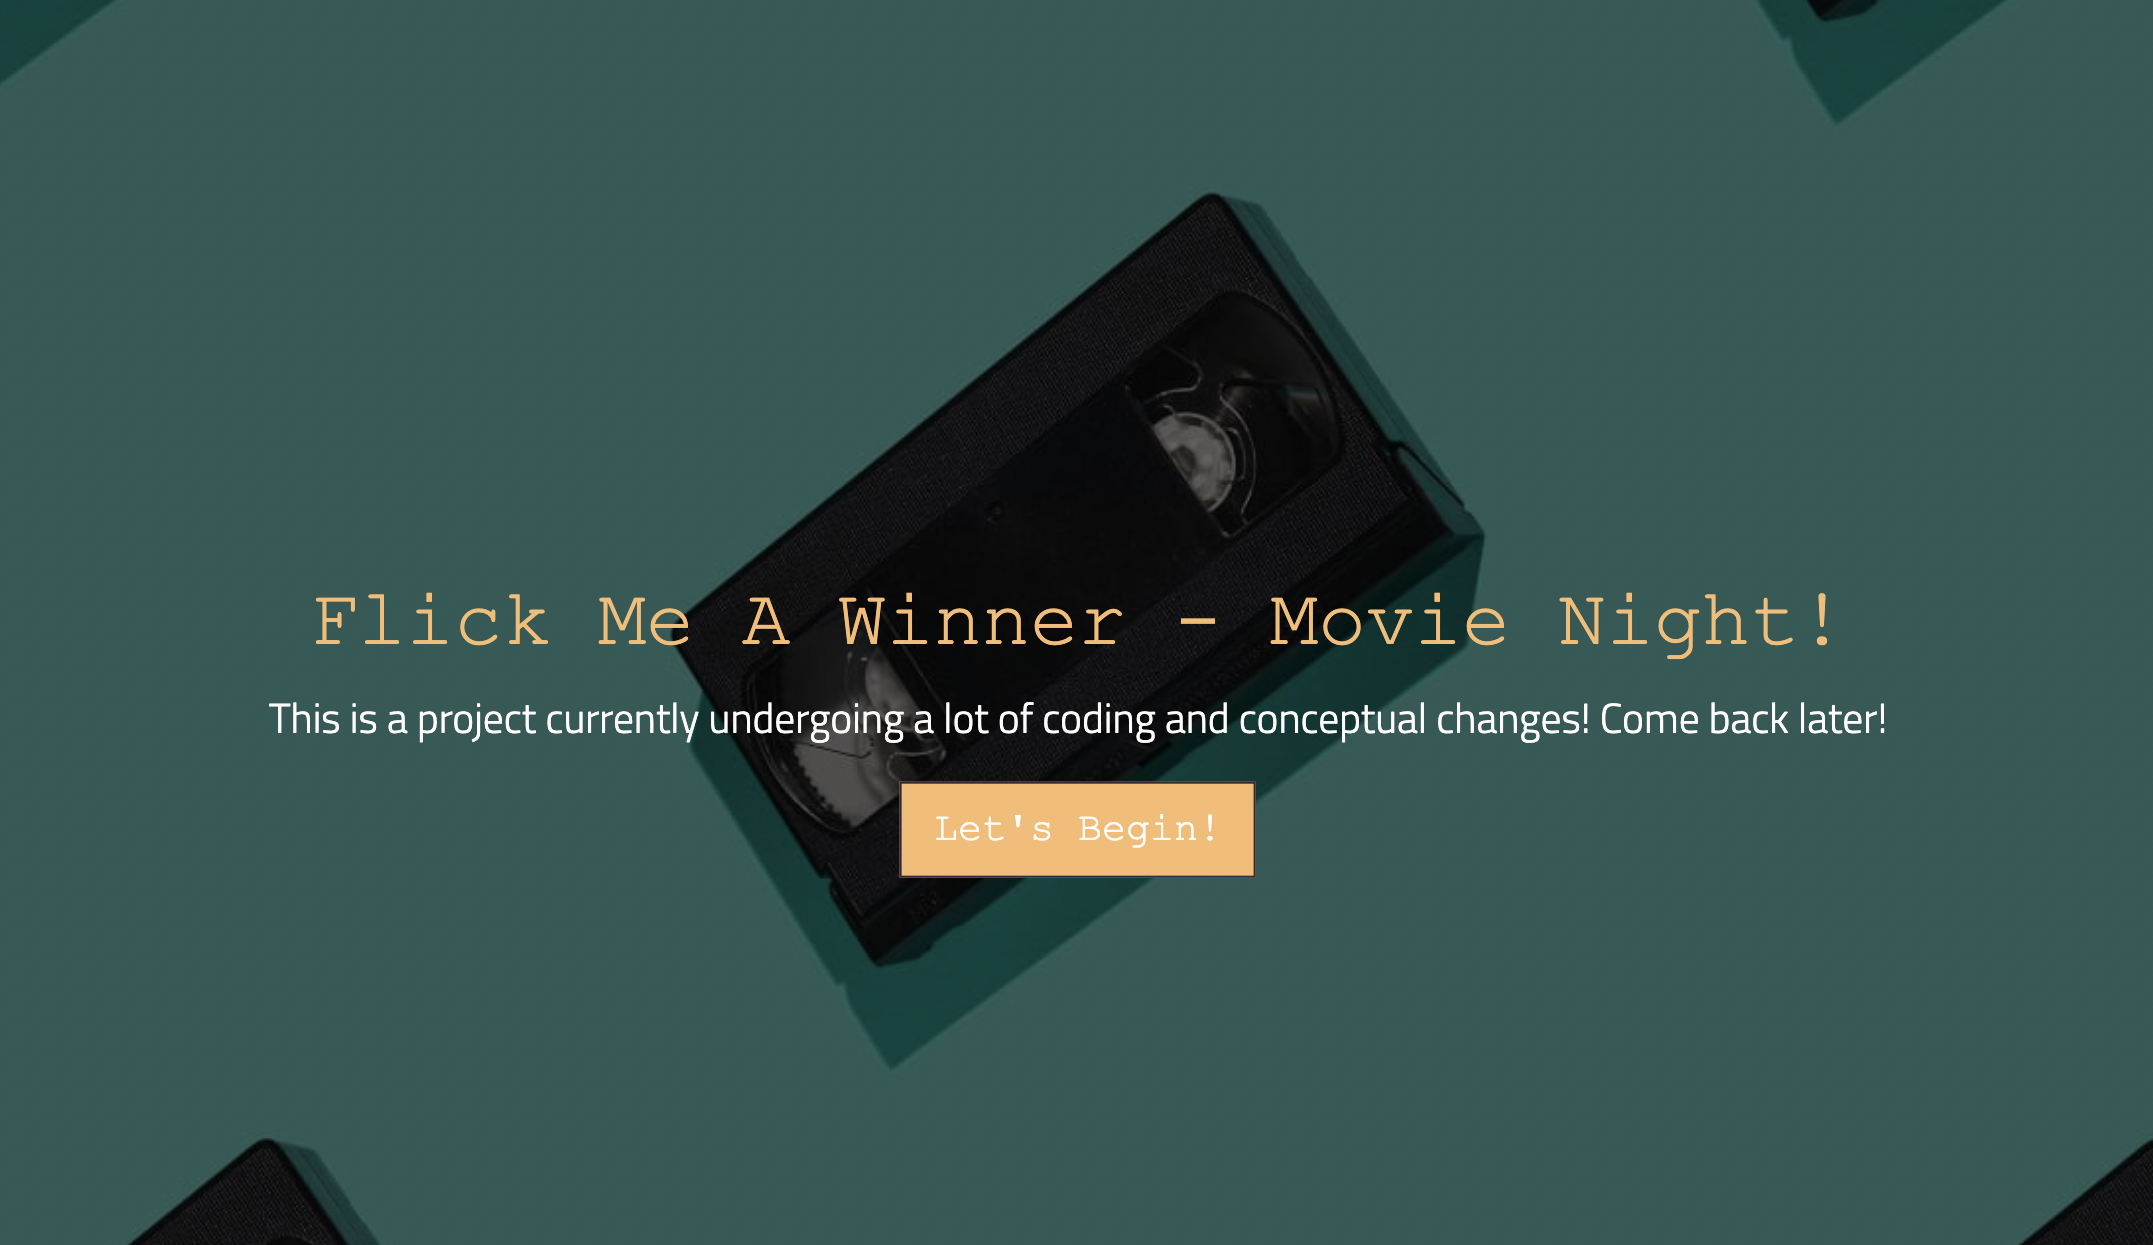 Flick Me A Winner - Movie Night!
This is a project currently undergoing a lot of coding and conceptual changes! Come back later!
Let's Begin!